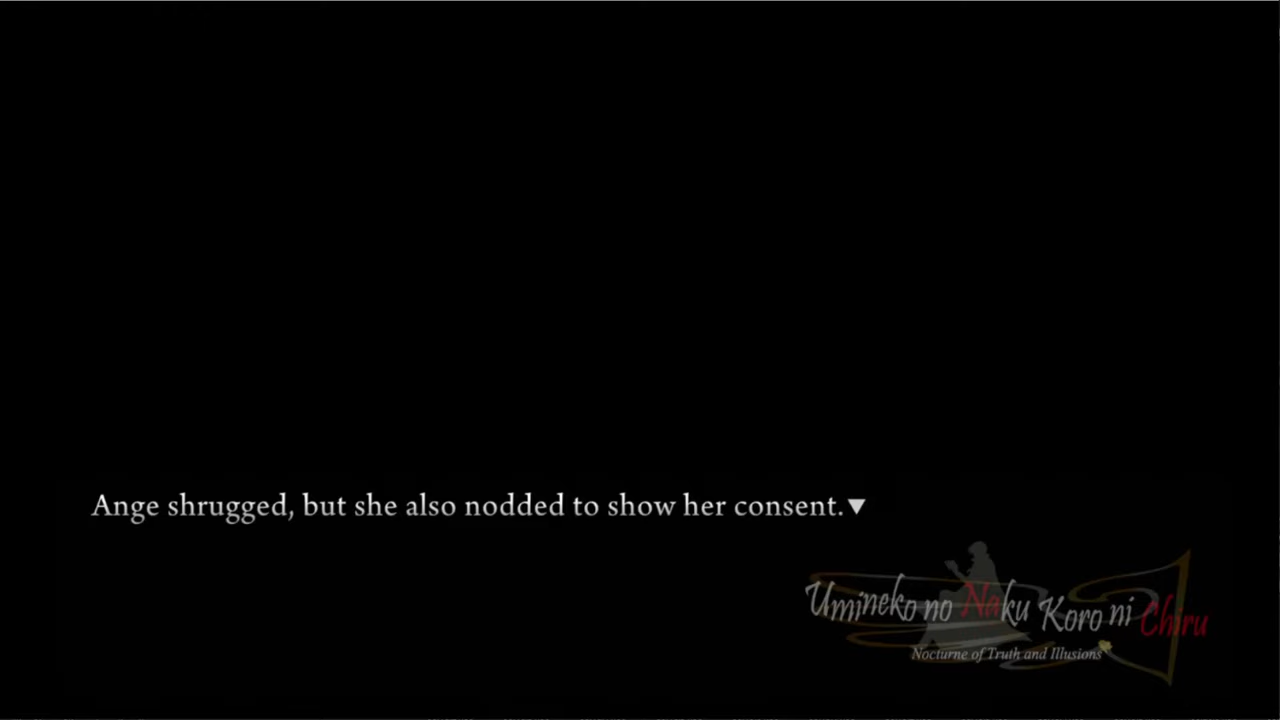 Ange shrugged, but she also nodded to show her consent.▼
Umineko no Naku Koro ni Chiru
Nocturne of Truth and Illusions